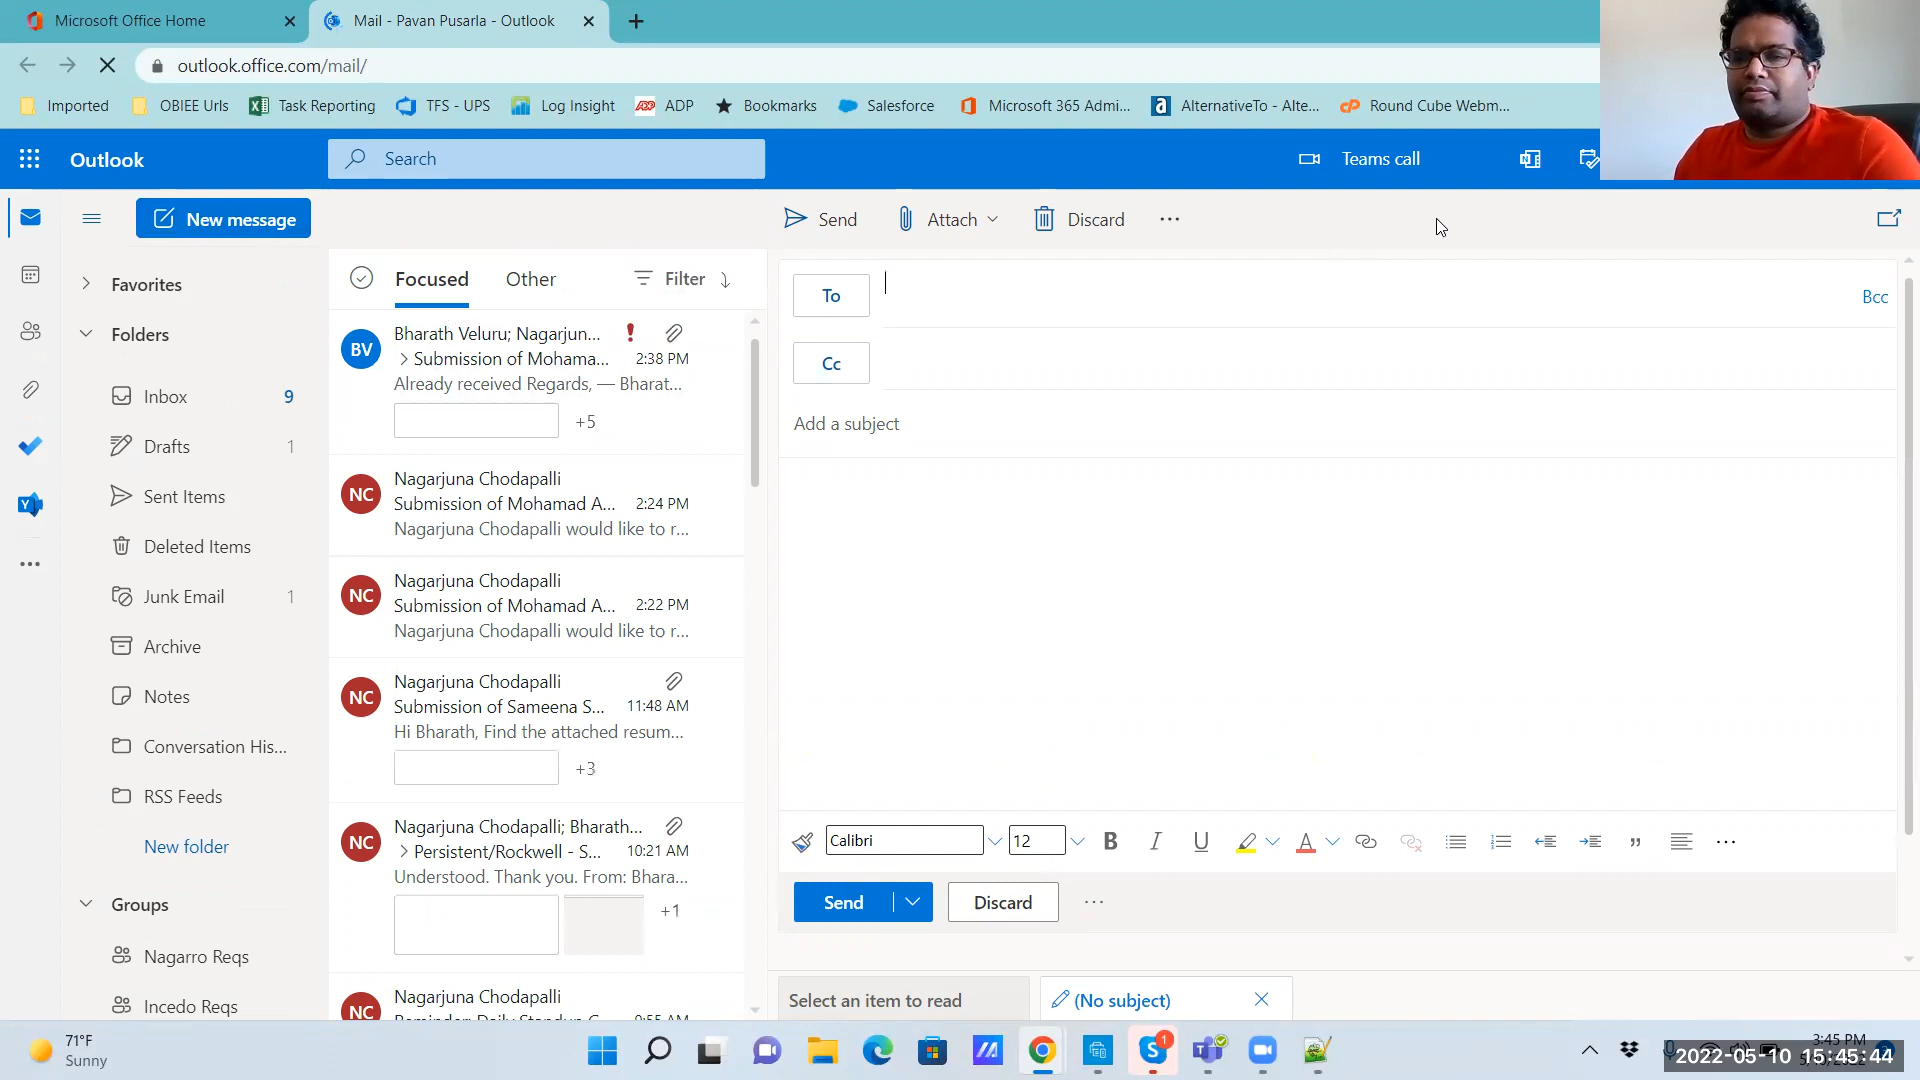 Microsoft Office Home
Mail - Pavan Pusarla - Outlook
outlook.office.com/mail/
Imported
OBIEE Urls
Task Reporting
TFS - UPS
Log Insight
ADP ADP
Bookmarks
Salesforce
Microsoft 365 Admi...
a AlternativeTo - Alte...
cP Round Cube Webm...
Outlook
Search
Teams call
New message
Send
Attach
Discard
Favorites
Folders
Inbox 9
Drafts 1
Sent Items
Deleted Items
Junk Email 1
Archive
Notes
Conversation His...
RSS Feeds
New folder
Groups
Nagarro Reqs
Incedo Reqs
Focused Other Filter
BV Bharath Veluru; Nagarjun...
Submission of Mohama... 2:38 PM
Already received Regards, — Bharat...
+5
NC Nagarjuna Chodapalli
Submission of Mohamad A... 2:24 PM
Nagarjuna Chodapalli would like to r...
NC Nagarjuna Chodapalli
Submission of Mohamad A... 2:22 PM
Nagarjuna Chodapalli would like to r...
NC Nagarjuna Chodapalli
Submission of Sameena S... 11:48 AM
Hi Bharath, Find the attached resum...
+3
NC Nagarjuna Chodapalli; Bharath...
Persistent/Rockwell - S... 10:21 AM
Understood. Thank you. From: Bhara...
+1
NC Nagarjuna Chodapalli
To
Bcc
Cc
Add a subject
Calibri 12 B I U A
Send Discard
Select an item to read
(No subject)
71°F
Sunny
3:45 PM
2022-05-10 15:45:44